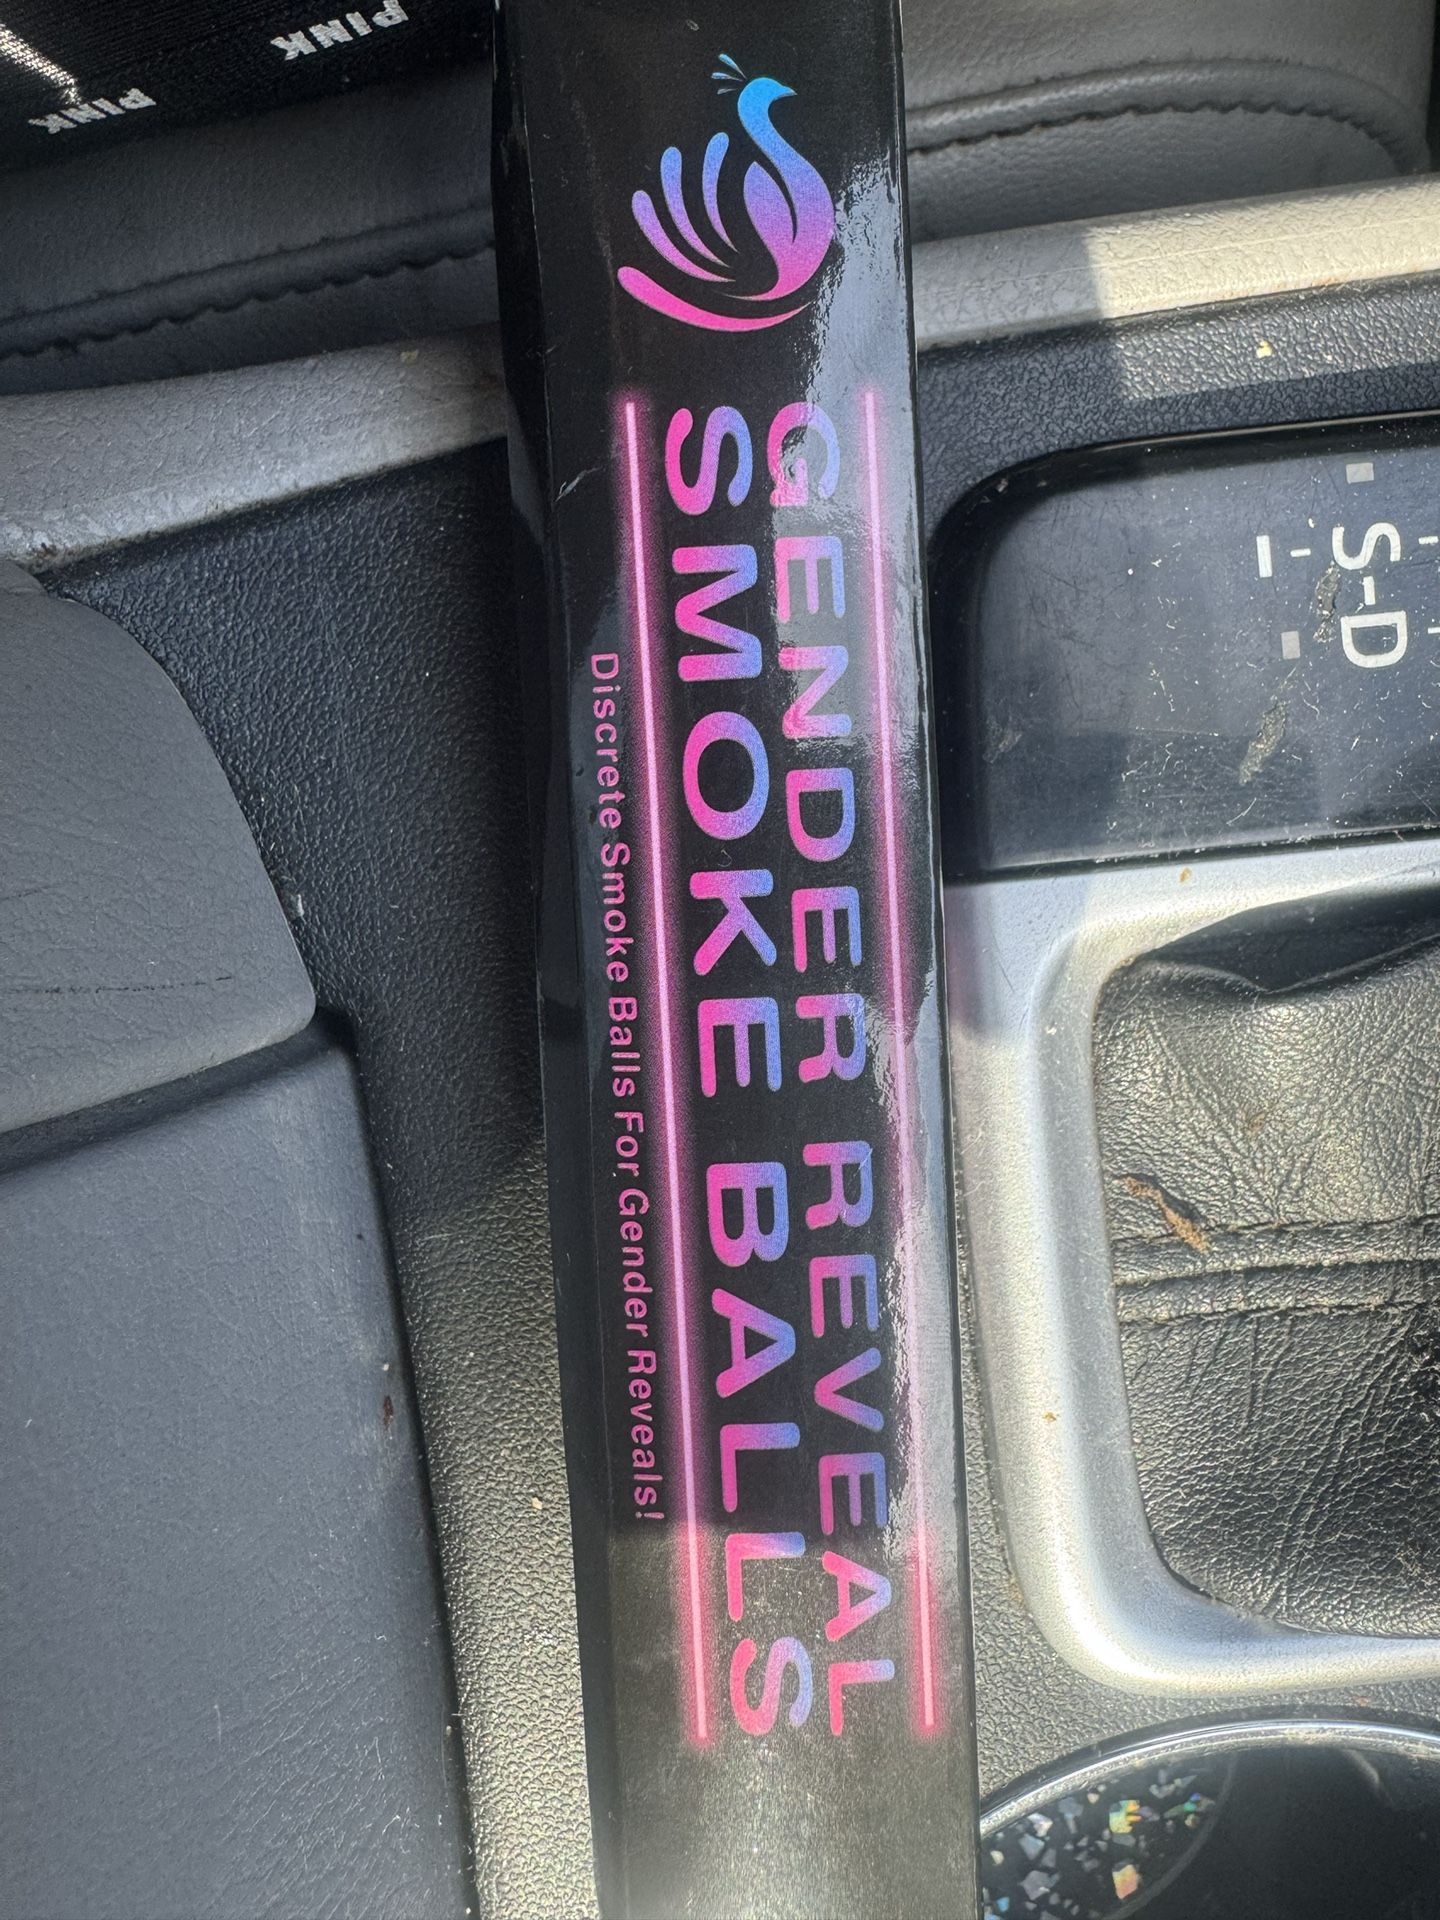 PINK
PINK
GENDER REVEAL
SMOKE BALLS
Discrete Smoke Balls For Gender Reveals!
S-D